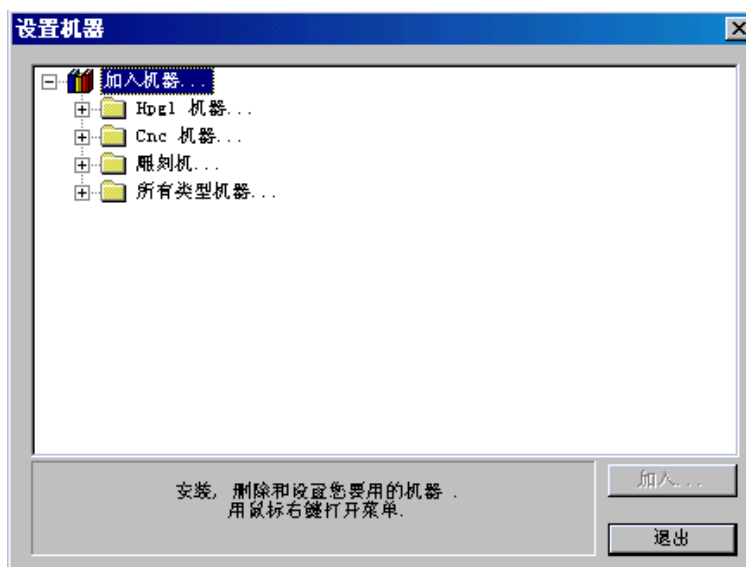 设置机器
加入机器...
Hpgl 机器...
Cnc 机器...
雕刻机...
所有类型机器...
安装, 删除和设置您要用的机器 .
用鼠标右键打开菜单.
加入...
退出